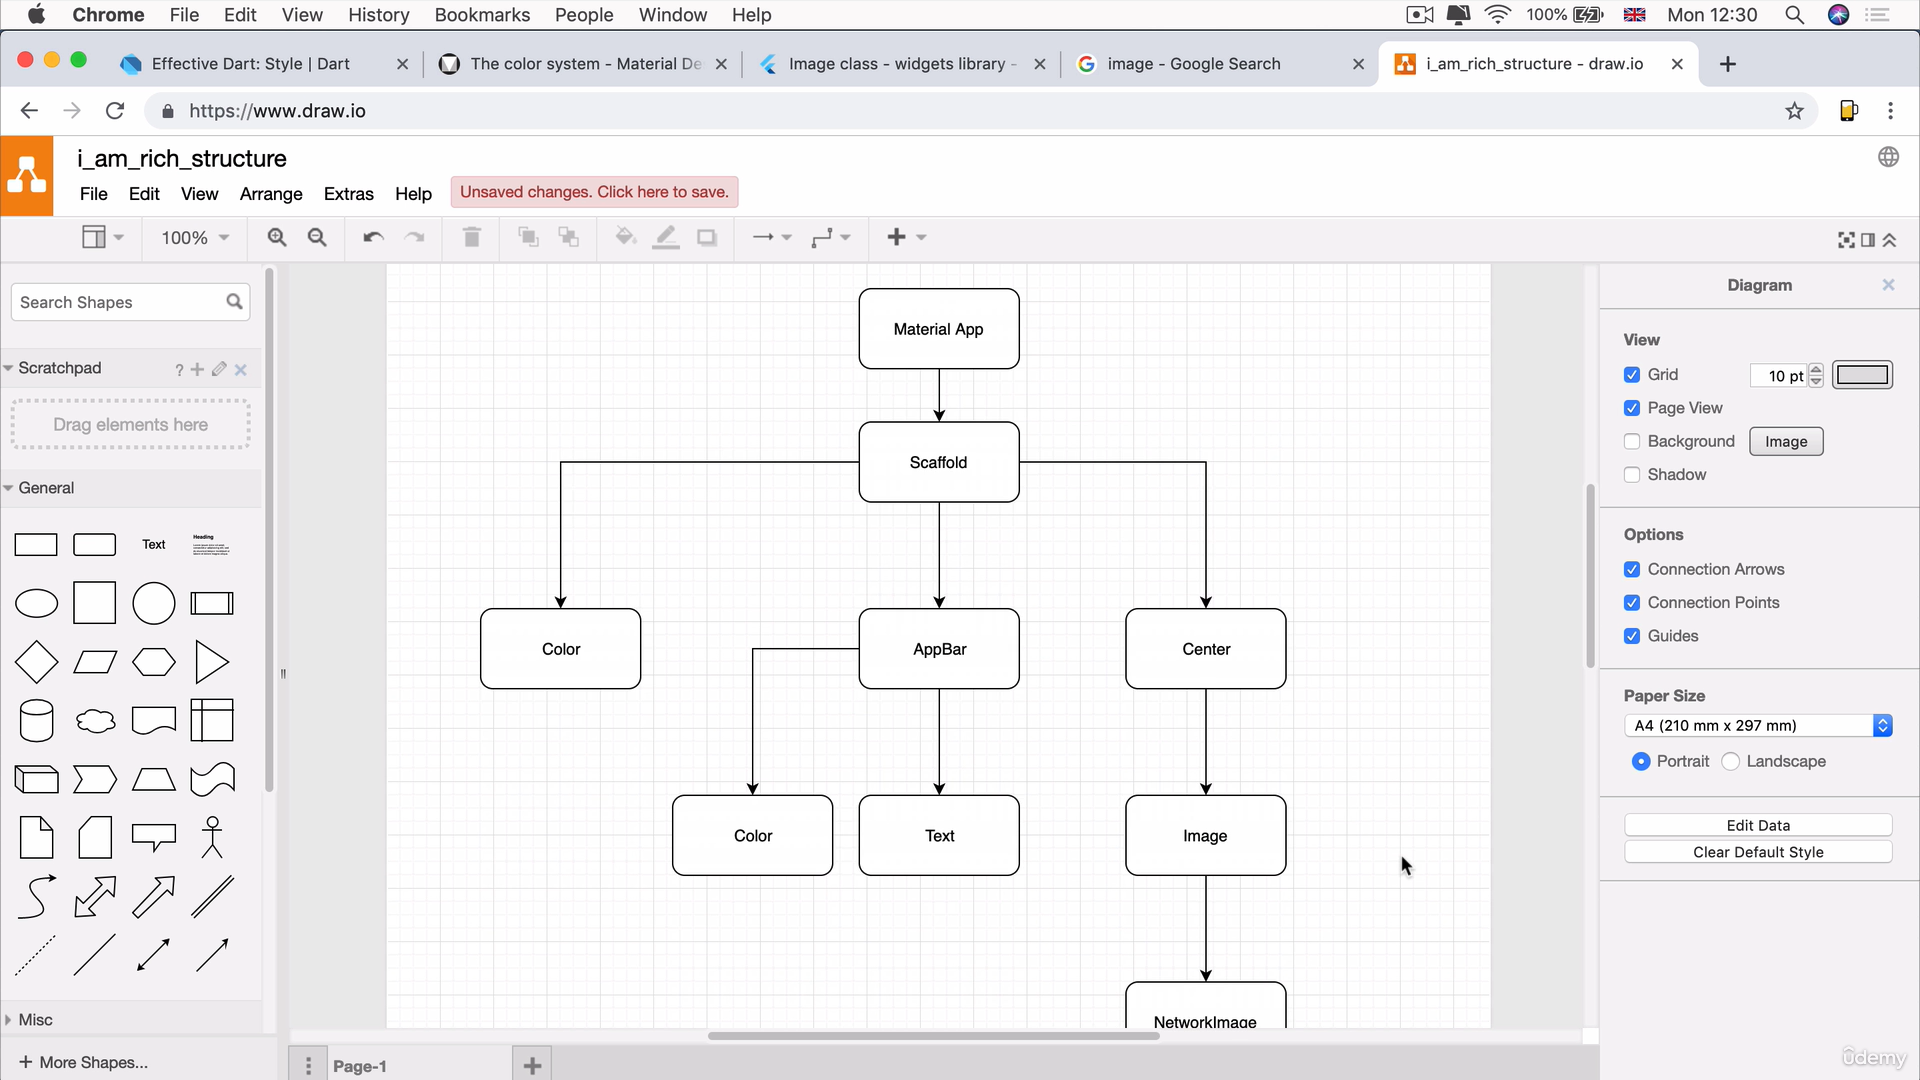 Chrome File Edit View History Bookmarks People Window Help 100% Mon 12:30
Effective Dart: Style | Dart The color system - Material De Image class - widgets library - image - Google Search i_am_rich_structure - draw.io
https://www.draw.io
i_am_rich_structure
File Edit View Arrange Extras Help Unsaved changes. Click here to save.
100%
Search Shapes
Scratchpad ?
Drag elements here
General
Text Heading
Misc
+ More Shapes...
Material App
Scaffold
Color AppBar Center
Color Text Image
NetworkImage
Page-1
Diagram
View
Grid 10 pt
Page View
Background Image
Shadow
Options
Connection Arrows
Connection Points
Guides
Paper Size
A4 (210 mm x 297 mm)
Portrait Landscape
Edit Data
Clear Default Style
ûdemy